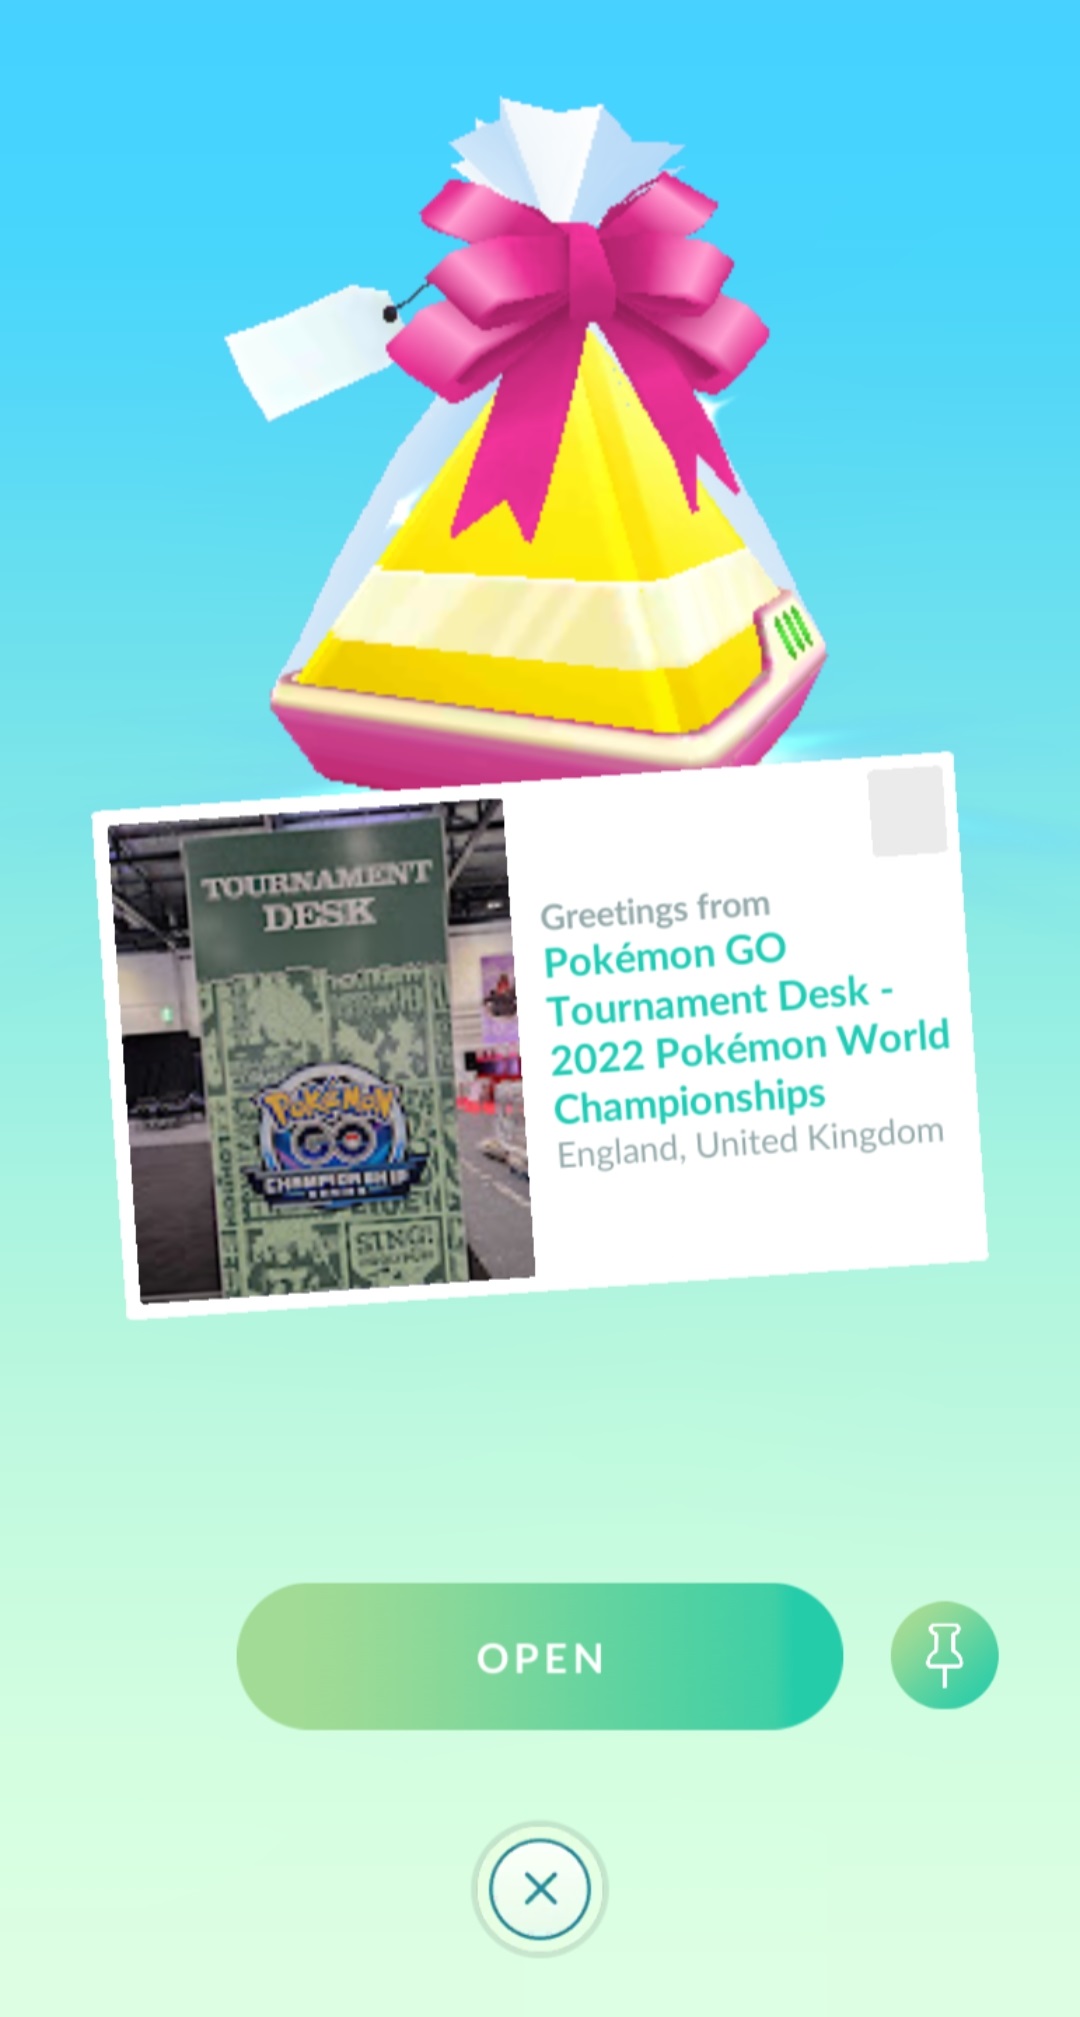 TOURNAMENT
DESK
POKÉMON
GO
CHAMPIONSHIP
SERIES
SING!
Greetings from
Pokémon GO
Tournament Desk -
2022 Pokémon World
Championships
England, United Kingdom
OPEN